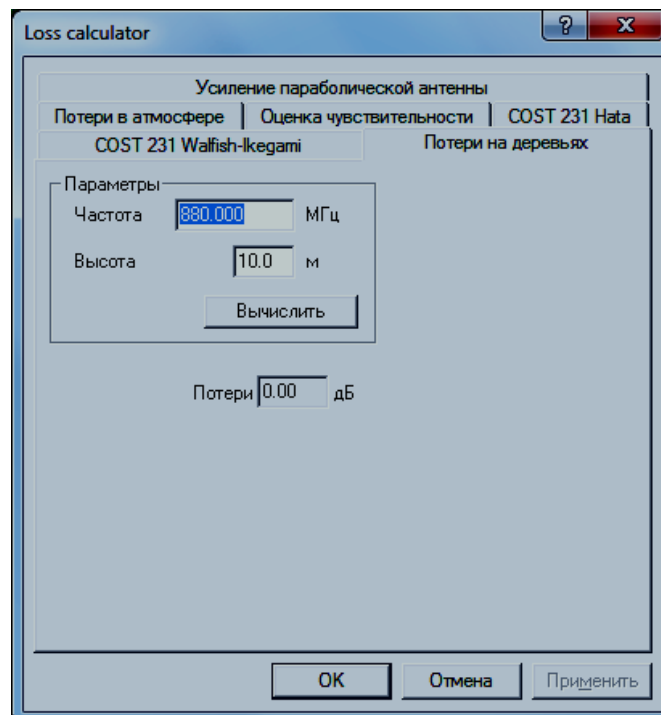 Loss calculator
Усиление параболической антенны
Потери в атмосфере Оценка чувствительности COST 231 Hata
COST 231 Walfish-Ikegami Потери на деревьях
Параметры
Частота 880.000 МГц
Высота 10.0 м
Вычислить
Потери 0.00 дБ
OK Отмена Применить